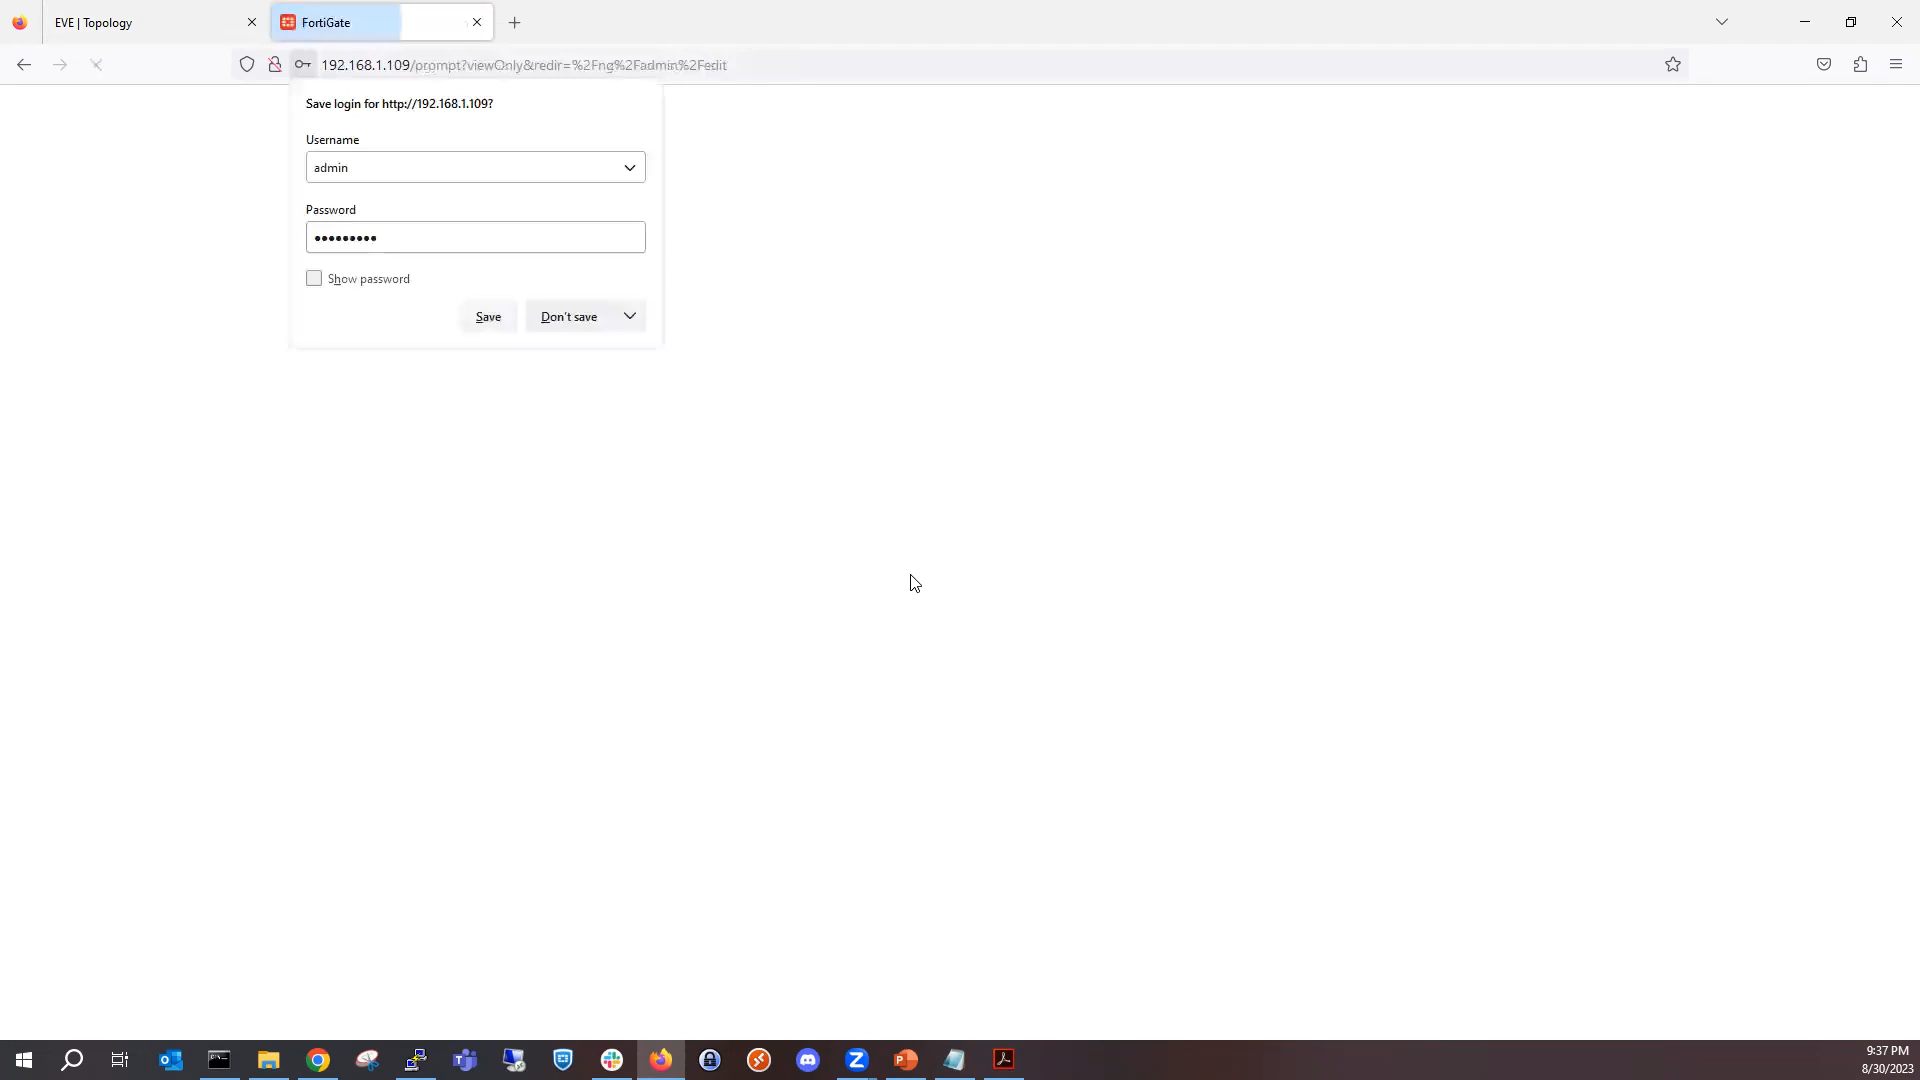 EVE | Topology
FortiGate
192.168.1.109/prompt?viewOnly&redir=%2Fng%2Fadmin%2Fedit
Save login for http://192.168.1.109?
Username
admin
Password
Show password
Save
Don't save
9:37 PM
8/30/2023